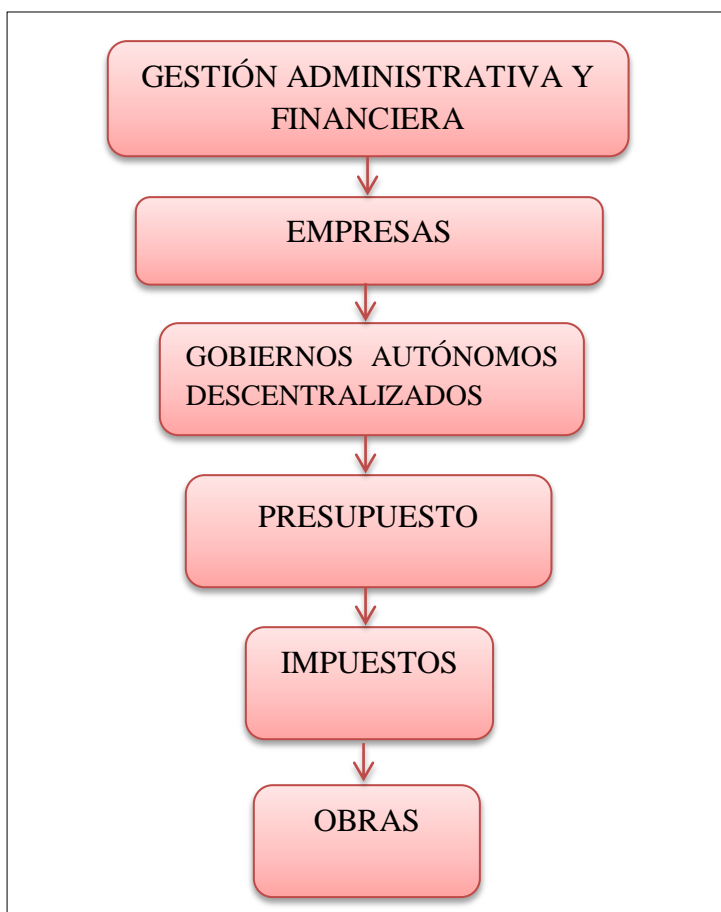 GESTIÓN ADMINISTRATIVA Y
FINANCIERA
EMPRESAS
GOBIERNOS AUTÓNOMOS
DESCENTRALIZADOS
PRESUPUESTO
IMPUESTOS
OBRAS